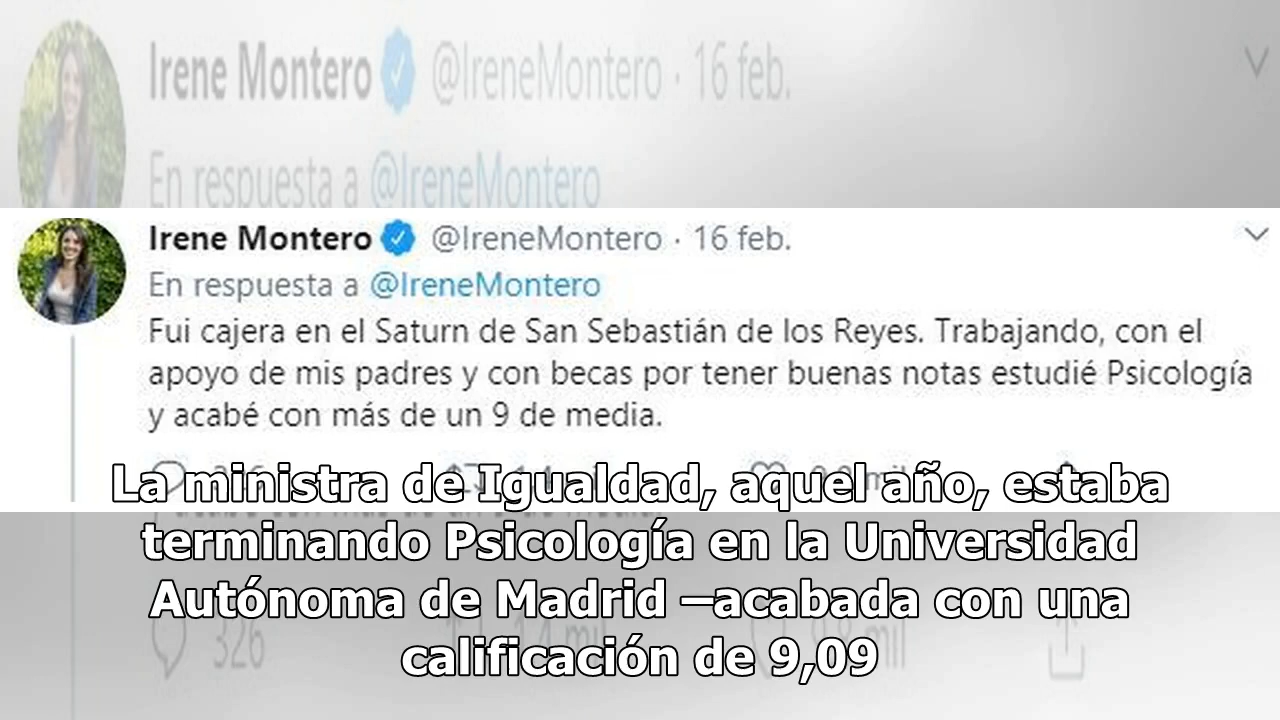 Irene Montero @IreneMontero · 16 feb.
En respuesta a @IreneMontero
Irene Montero @IreneMontero · 16 feb.
En respuesta a @IreneMontero
Fui cajera en el Saturn de San Sebastián de los Reyes. Trabajando, con el
apoyo de mis padres y con becas por tener buenas notas estudié Psicología
y acabé con más de un 9 de media.
La ministra de Igualdad, aquel año, estaba
terminando Psicología en la Universidad
Autónoma de Madrid –acabada con una
calificación de 9,09
326